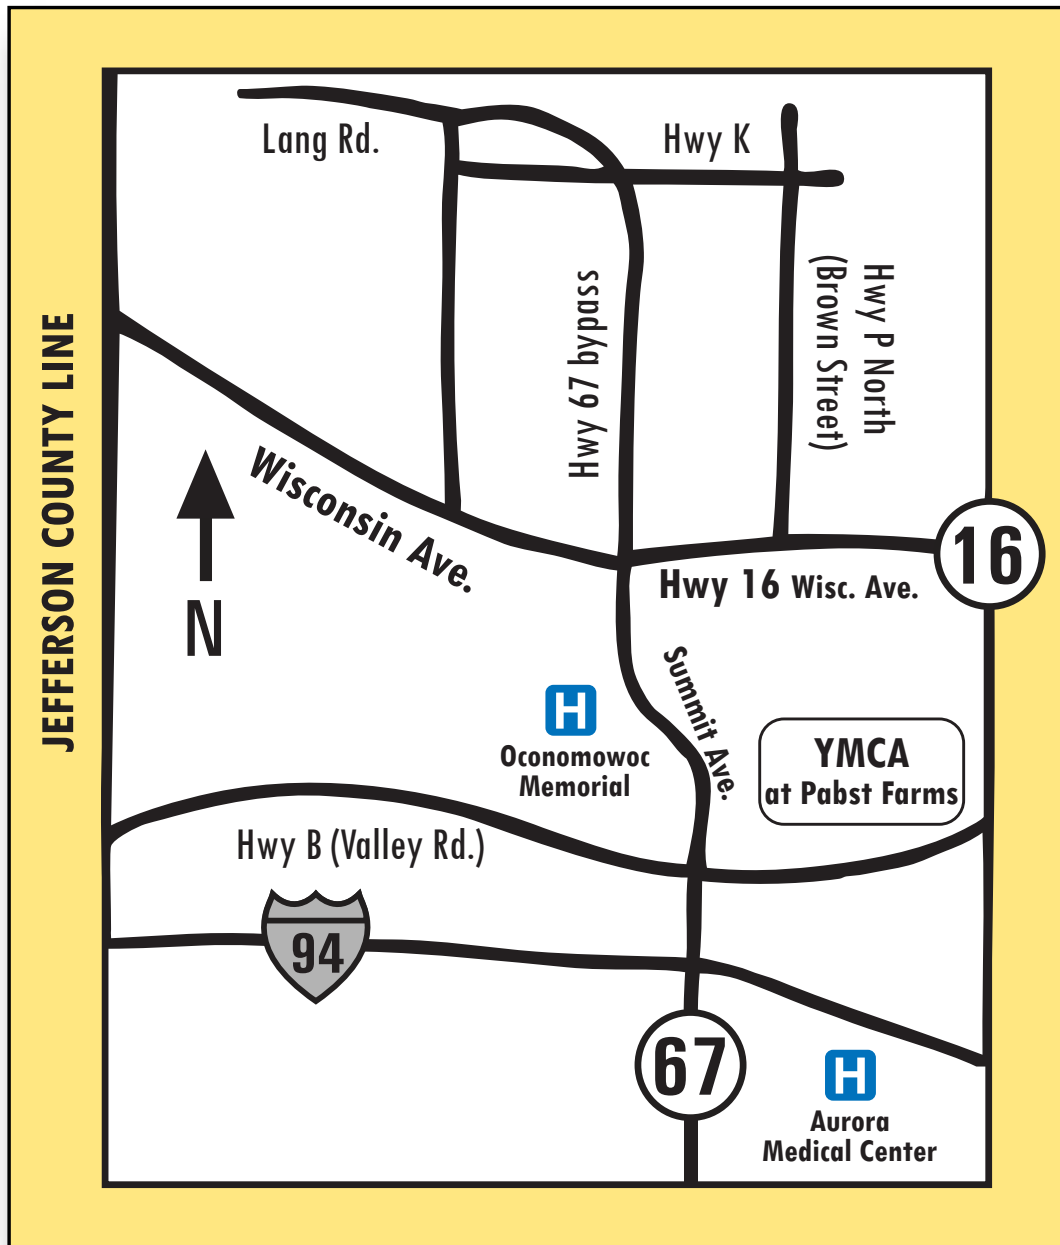 Lang Rd.
Hwy K
Hwy 67 bypass
Hwy P North
(Brown Street)
JEFFERSON COUNTY LINE
Wisconsin Ave.
N
16
Hwy 16 Wisc. Ave.
Summit Ave.
H
Oconomowoc
Memorial
YMCA
at Pabst Farms
Hwy B (Valley Rd.)
94
67
H
Aurora
Medical Center